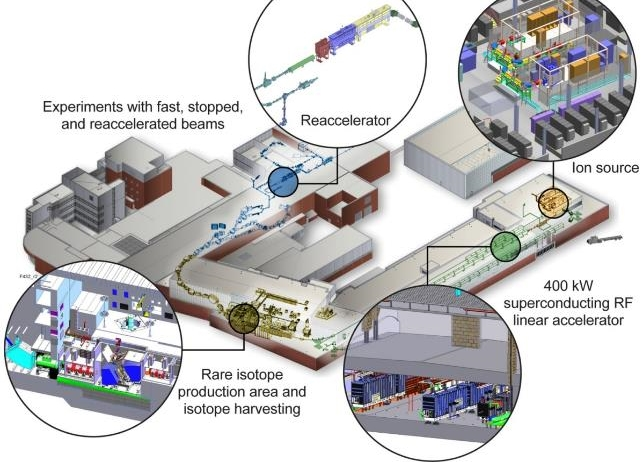 Experiments with fast, stopped,
and reaccelerated beams
Reaccelerator
Ion source
400 kW
superconducting RF
linear accelerator
Rare isotope
production area and
isotope harvesting